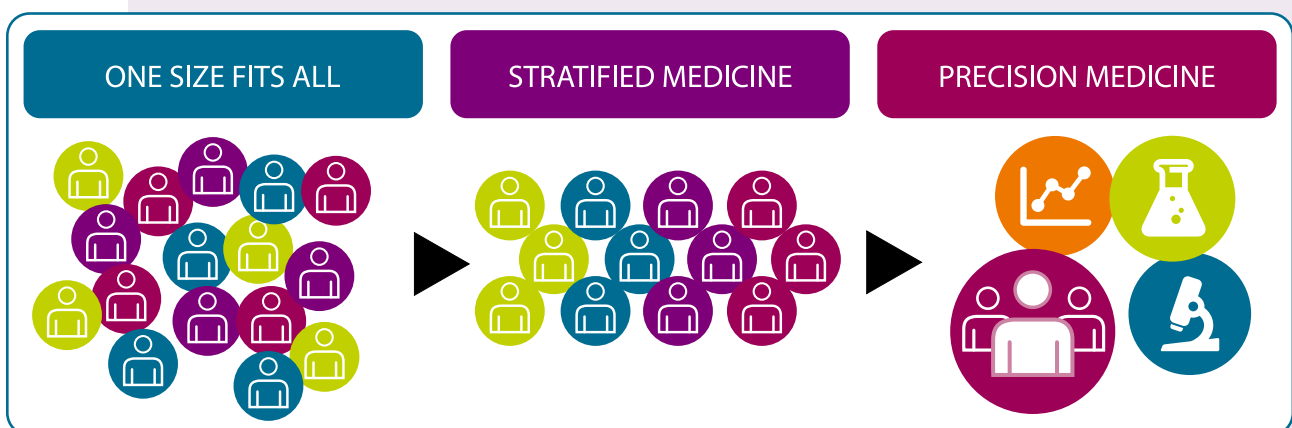 ONE SIZE FITS ALL
STRATIFIED MEDICINE
PRECISION MEDICINE